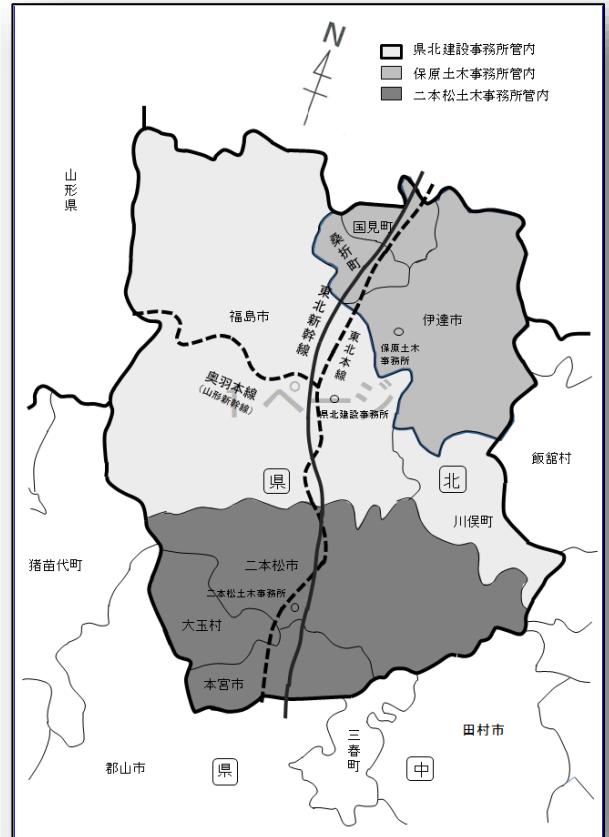 N
県北建設事務所管内
保原土木事務所管内
二本松土木事務所管内
山形県
国見町
桑折町
東北新幹線
東北本線
福島市
伊達市
保原土木
事務所
奥羽本線
(山形新幹線)
県北建設事務所
県
北
飯舘村
川俣町
猪苗代町
二本松市
二本松土木事務所
大玉村
本宮市
郡山市
県
三春町
中
田村市